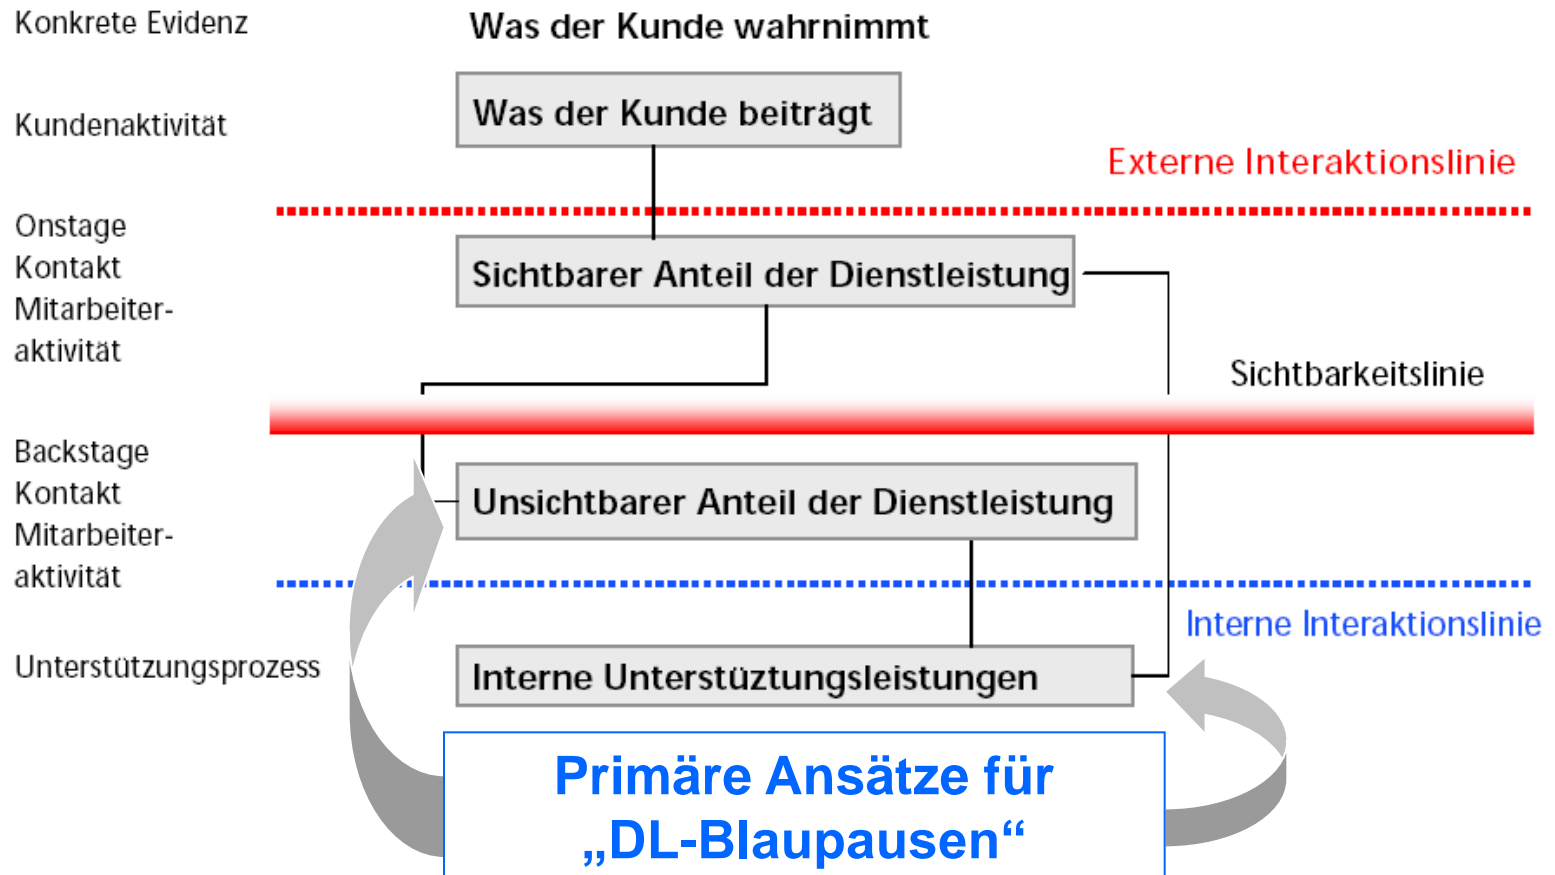 Konkrete Evidenz
Was der Kunde wahrnimmt
Kundenaktivität
Was der Kunde beiträgt
Externe Interaktionslinie
Onstage
Kontakt
Mitarbeiter-
aktivität
Sichtbarer Anteil der Dienstleistung
Sichtbarkeitslinie
Backstage
Kontakt
Mitarbeiter-
aktivität
Unsichtbarer Anteil der Dienstleistung
Interne Interaktionslinie
Unterstützungsprozess
Interne Unterstüztungsleistungen
Primäre Ansätze für
„DL-Blaupausen“